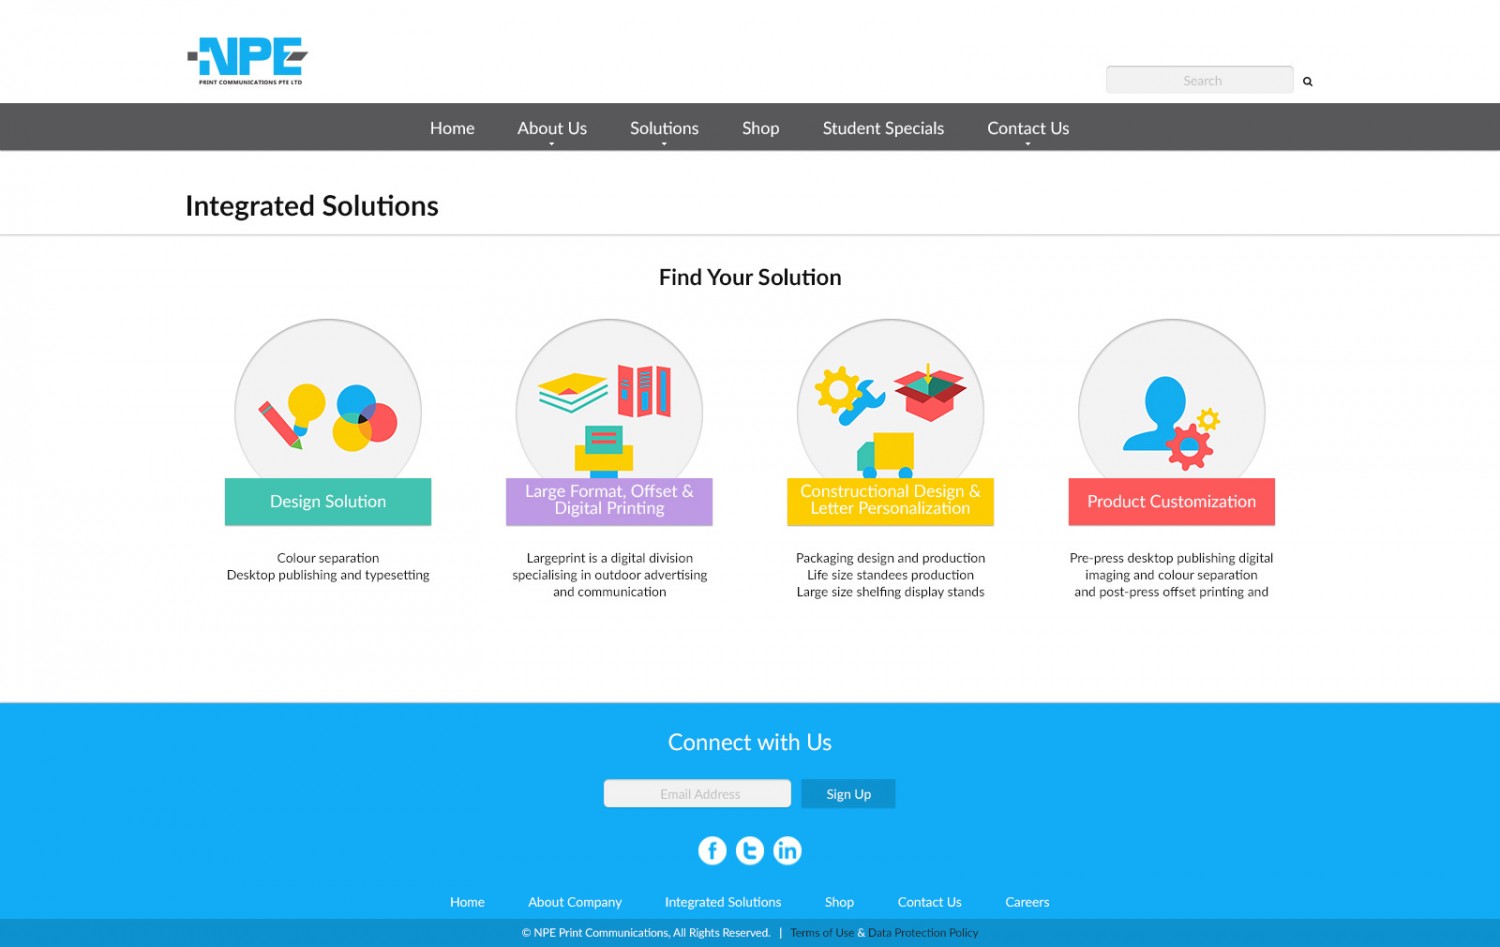 NPE
PRINT COMMUNICATIONS PTE LTD
Search
Home About Us Solutions Shop Student Specials Contact Us
Integrated Solutions
Find Your Solution
Design Solution
Colour separation
Desktop publishing and typesetting
Large Format, Offset &
Digital Printing
Largeprint is a digital division
specialising in outdoor advertising
and communication
Constructional Design &
Letter Personalization
Packaging design and production
Life size standees production
Large size shelfing display stands
Product Customization
Pre-press desktop publishing digital
imaging and colour separation
and post-press offset printing and
Connect with Us
Email Address Sign Up
Home About Company Integrated Solutions Shop Contact Us Careers
© NPE Print Communications, All Rights Reserved. | Terms of Use & Data Protection Policy